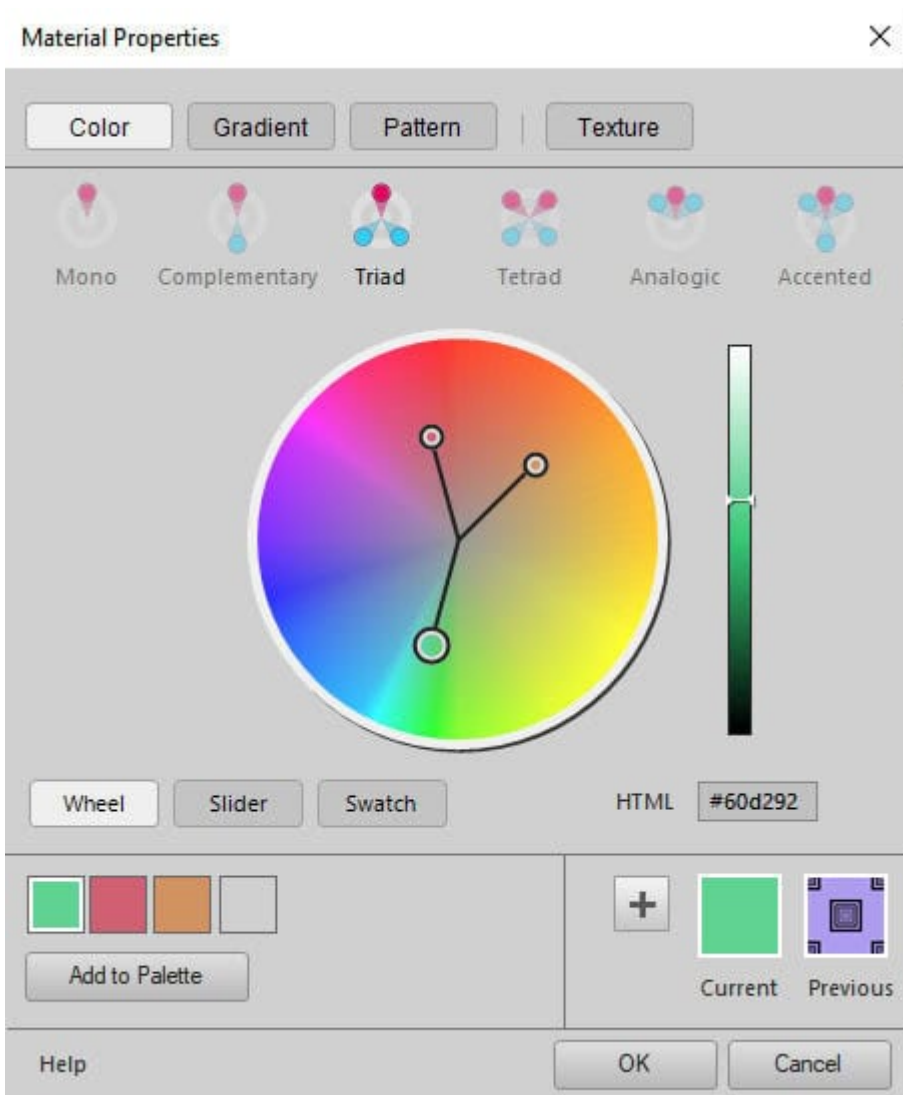 Material Properties
Color Gradient Pattern Texture
Mono Complementary Triad Tetrad Analogic Accented
Wheel Slider Swatch HTML #60d292
Add to Palette
Current Previous
Help OK Cancel